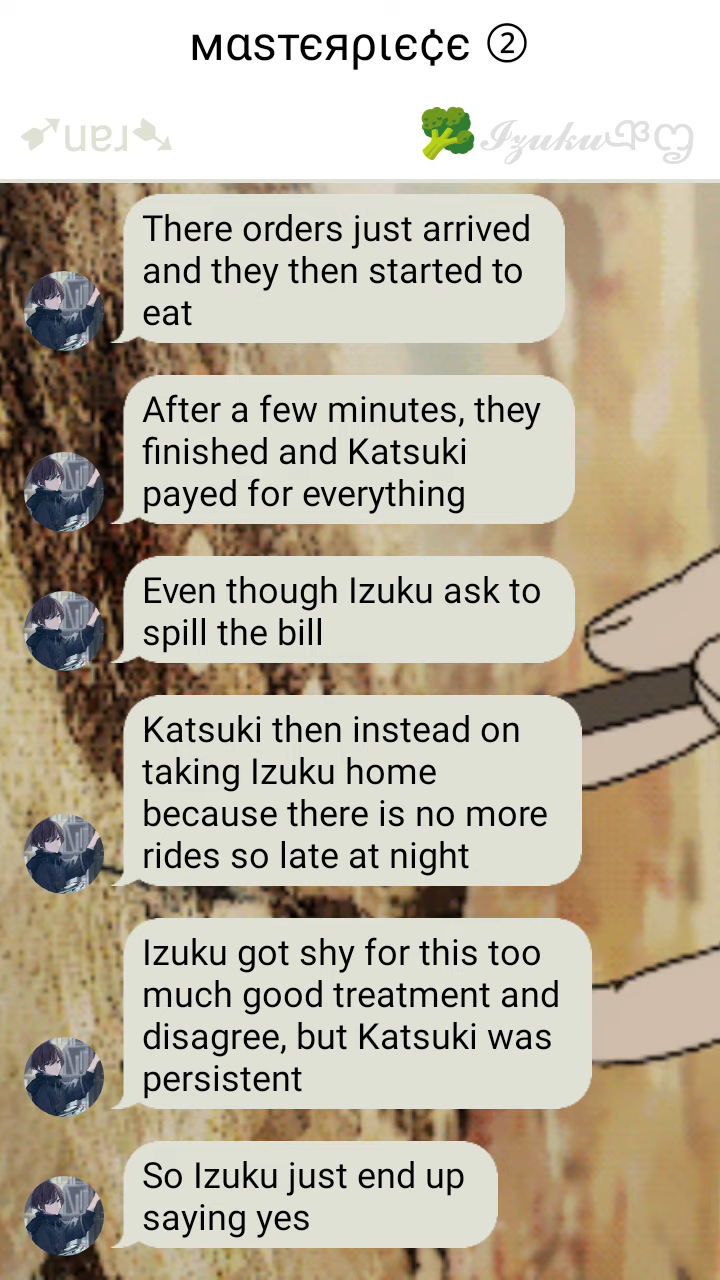 мαѕтєяριє¢є ②
➶uɐɹ➴
🥦𝓘𝔃𝓾𝓴𝓾
There orders just arrived
and they then started to
eat
After a few minutes, they
finished and Katsuki
payed for everything
Even though Izuku ask to
spill the bill
Katsuki then instead on
taking Izuku home
because there is no more
rides so late at night
Izuku got shy for this too
much good treatment and
disagree, but Katsuki was
persistent
So Izuku just end up
saying yes